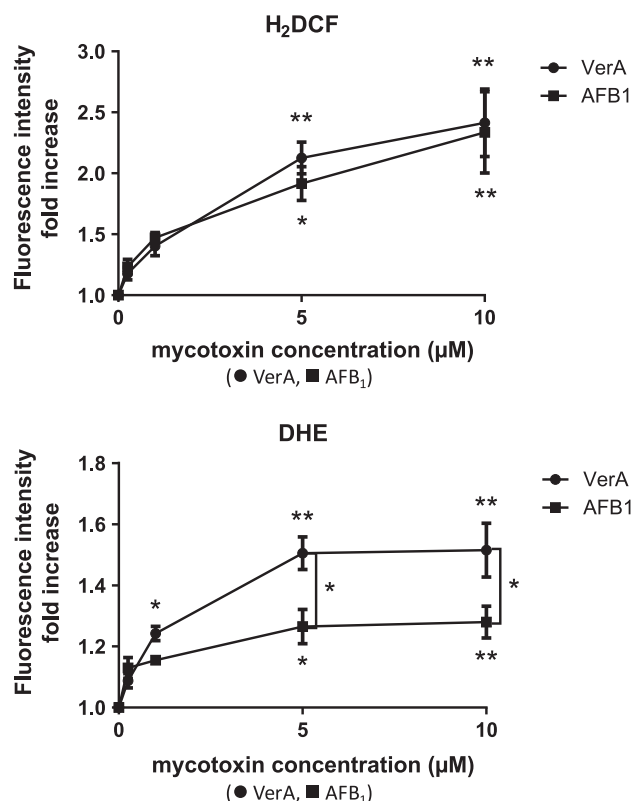 H₂DCF
Fluorescence intensity
fold increase
3.0
2.5
2.0
1.5
1.0
**
*
**
**
0
5
10
mycotoxin concentration (µM)
(● VerA, ■ AFB₁)
VerA
AFB1
DHE
Fluorescence intensity
fold increase
1.8
1.6
1.4
1.2
1.0
*
**
**
*
*
*
**
0
5
10
mycotoxin concentration (µM)
(● VerA, ■ AFB₁)
VerA
AFB1